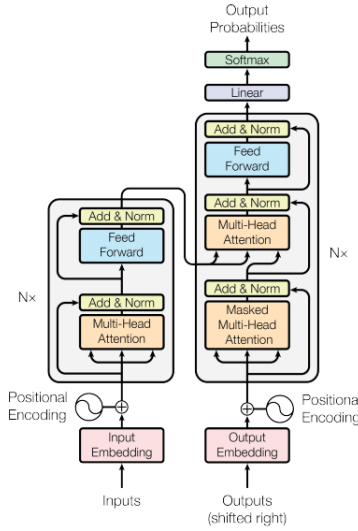 Output
Probabilities
Softmax
Linear
Add & Norm
Feed
Forward
Add & Norm
Multi-Head
Attention
Add & Norm
Masked
Multi-Head
Attention
Nx
Add & Norm
Feed
Forward
Nx
Add & Norm
Multi-Head
Attention
Positional
Encoding
Input
Embedding
Inputs
Positional
Encoding
Output
Embedding
Outputs
(shifted right)